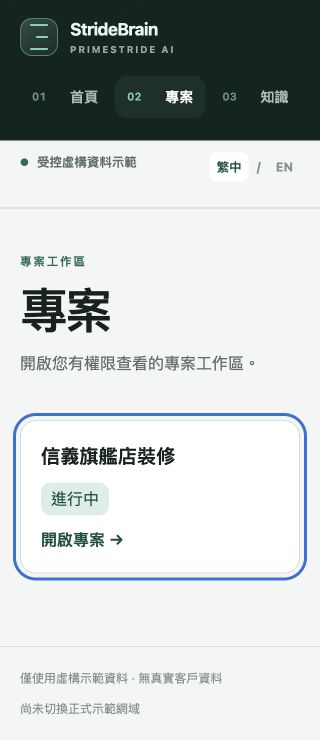 StrideBrain
PRIMESTRIDE AI
01 首頁 02 專案 03 知識
受控虛構資料示範 繁中 / EN
專案工作區
專案
開啟您有權限查看的專案工作區。
信義旗艦店裝修
進行中
開啟專案 →
僅使用虛構示範資料 · 無真實客戶資料
尚未切換正式示範網域